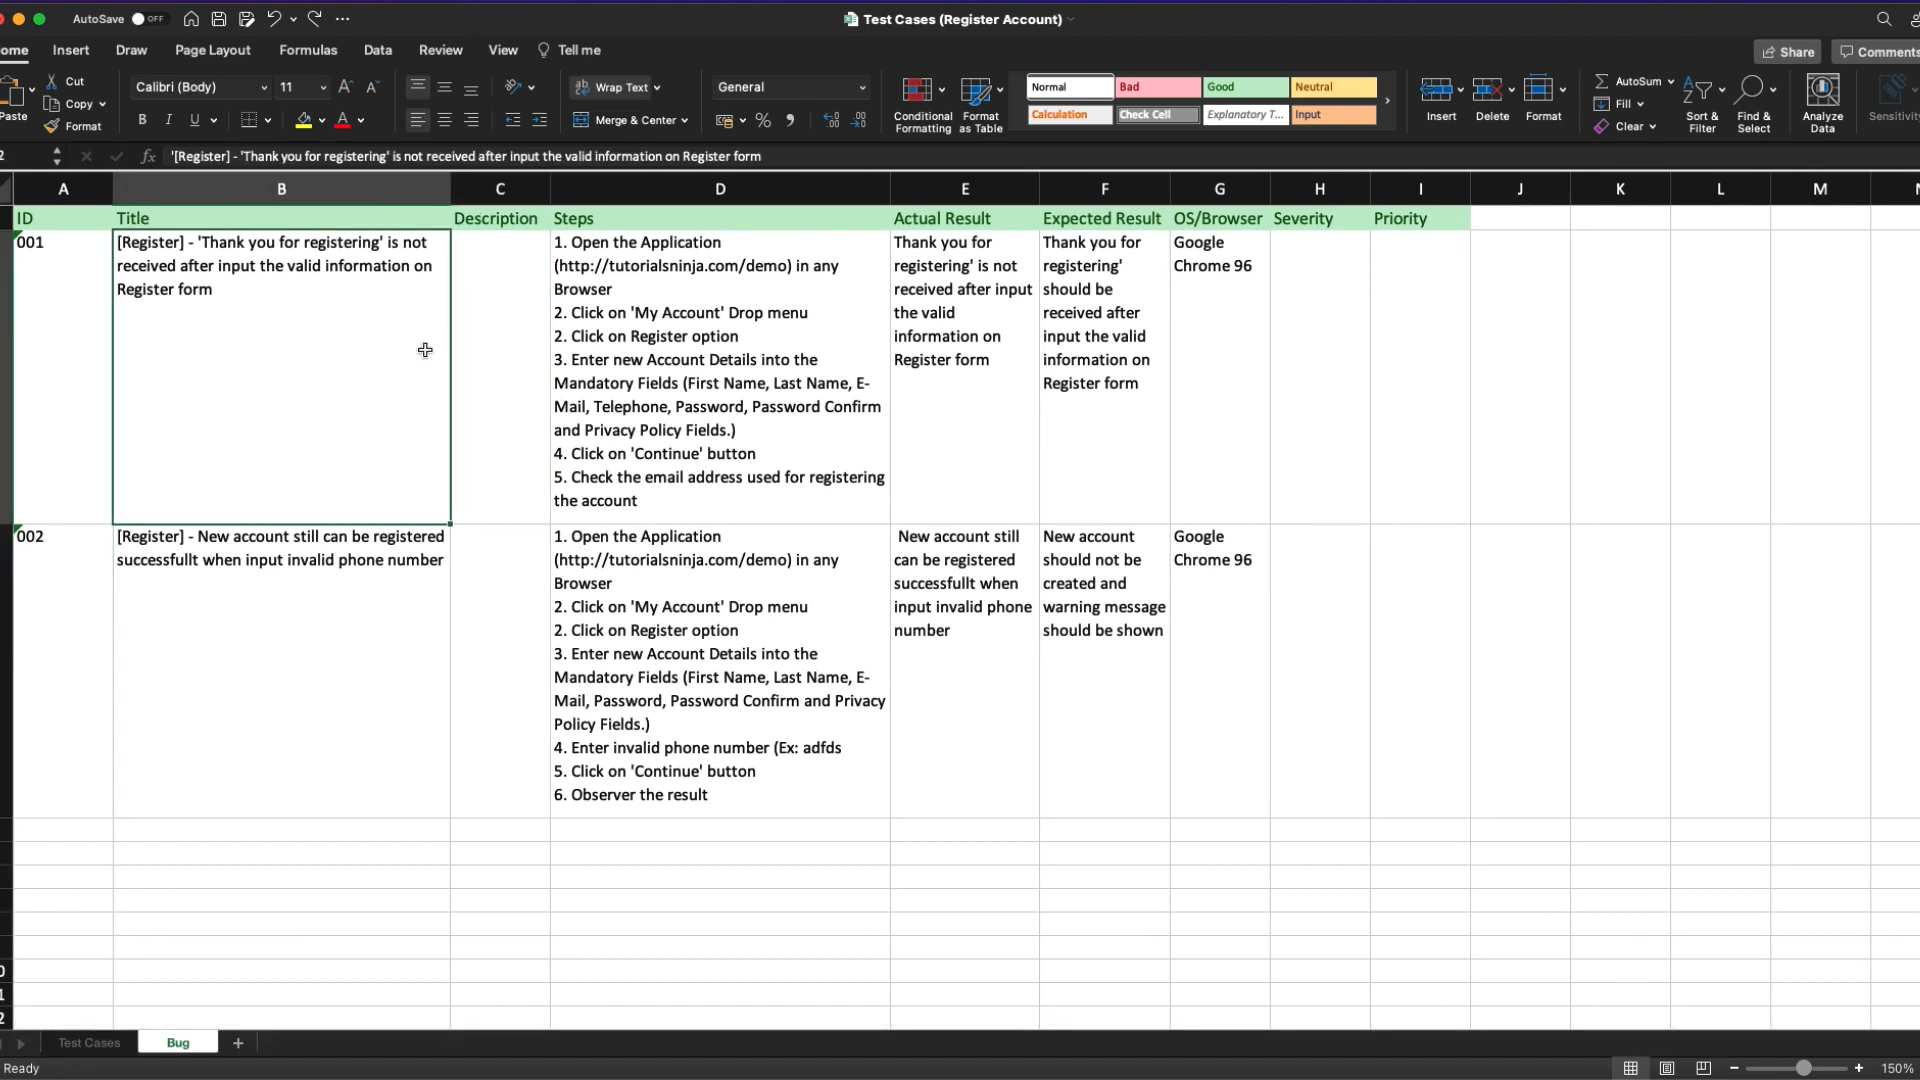 AutoSave OFF
Test Cases (Register Account)
Insert Draw Page Layout Formulas Data Review View Tell me
Share
Paste
Cut
Copy
Format
Calibri (Body) 11
B I U
Wrap Text
Merge & Center
General
Conditional Formatting
Format as Table
Normal Bad Good Neutral
Calculation Check Cell Explanatory T... Input
Insert
Delete
Format
AutoSum
Fill
Clear
Sort & Filter
Find & Select
Analyze Data
fx '[Register] - 'Thank you for registering' is not received after input the valid information on Register form
A B C D E F G H I J K L M
ID Title Description Steps Actual Result Expected Result OS/Browser Severity Priority
001
[Register] - 'Thank you for registering' is not
received after input the valid information on
Register form
1. Open the Application
(http://tutorialsninja.com/demo) in any
Browser
2. Click on 'My Account' Drop menu
2. Click on Register option
3. Enter new Account Details into the
Mandatory Fields (First Name, Last Name, E-
Mail, Telephone, Password, Password Confirm
and Privacy Policy Fields.)
4. Click on 'Continue' button
5. Check the email address used for registering
the account
Thank you for
registering' is not
received after input
the valid
information on
Register form
Thank you for
registering'
should be
received after
input the valid
information on
Register form
Google
Chrome 96
002
[Register] - New account still can be registered
successfullt when input invalid phone number
1. Open the Application
(http://tutorialsninja.com/demo) in any
Browser
2. Click on 'My Account' Drop menu
2. Click on Register option
3. Enter new Account Details into the
Mandatory Fields (First Name, Last Name, E-
Mail, Password, Password Confirm and Privacy
Policy Fields.)
4. Enter invalid phone number (Ex: adfds
5. Click on 'Continue' button
6. Observer the result
New account still
can be registered
successfullt when
input invalid phone
number
New account
should not be
created and
warning message
should be shown
Google
Chrome 96
Test Cases Bug
Ready
150%